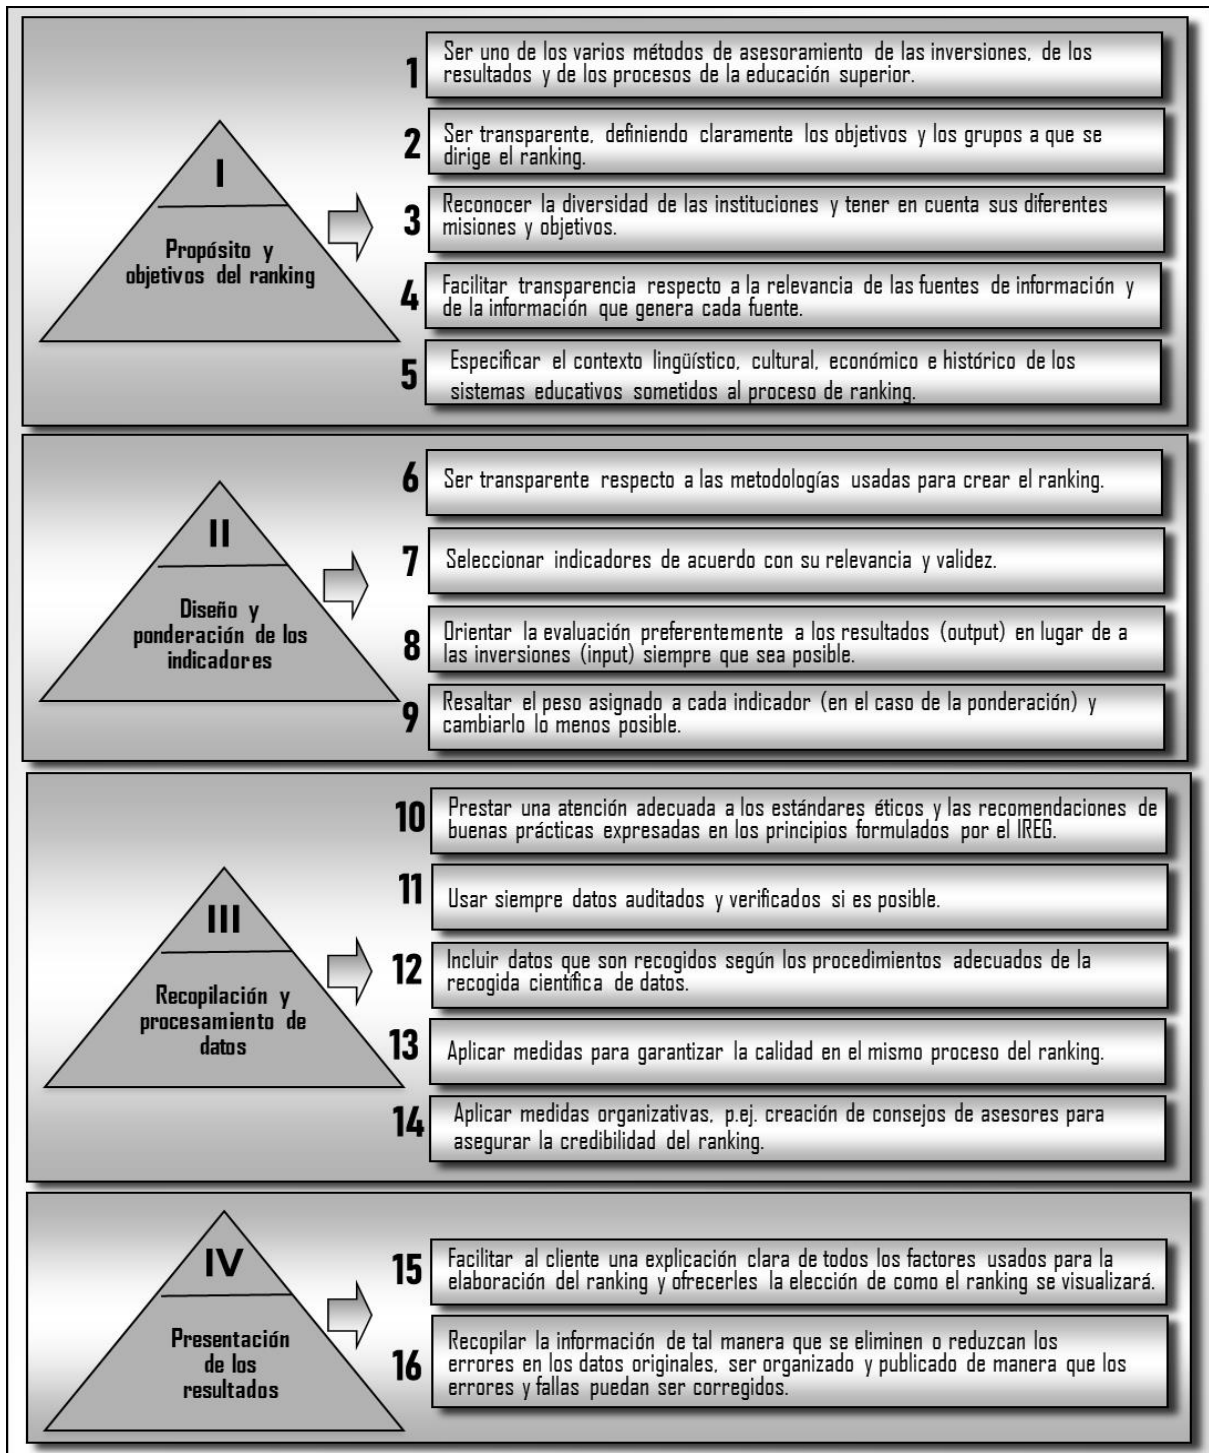 I
Propósito y
objetivos del ranking
1
Ser uno de los varios métodos de asesoramiento de las inversiones, de los
resultados y de los procesos de la educación superior.
2
Ser transparente, definiendo claramente los objetivos y los grupos a que se
dirige el ranking.
3
Reconocer la diversidad de las instituciones y tener en cuenta sus diferentes
misiones y objetivos.
4
Facilitar transparencia respecto a la relevancia de las fuentes de información y
de la información que genera cada fuente.
5
Especificar el contexto lingüístico, cultural, económico e histórico de los
sistemas educativos sometidos al proceso de ranking.
II
Diseño y
ponderación de los
indicadores
6
Ser transparente respecto a las metodologías usadas para crear el ranking.
7
Seleccionar indicadores de acuerdo con su relevancia y validez.
8
Orientar la evaluación preferentemente a los resultados (output) en lugar de a
las inversiones (input) siempre que sea posible.
9
Resaltar el peso asignado a cada indicador (en el caso de la ponderación) y
cambiarlo lo menos posible.
III
Recopilación y
procesamiento de
datos
10
Prestar una atención adecuada a los estándares éticos y las recomendaciones de
buenas prácticas expresadas en los principios formulados por el IREG.
11
Usar siempre datos auditados y verificados si es posible.
12
Incluir datos que son recogidos según los procedimientos adecuados de la
recogida científica de datos.
13
Aplicar medidas para garantizar la calidad en el mismo proceso del ranking.
14
Aplicar medidas organizativas, p.ej. creación de consejos de asesores para
asegurar la credibilidad del ranking.
IV
Presentación
de los
resultados
15
Facilitar al cliente una explicación clara de todos los factores usados para la
elaboración del ranking y ofrecerles la elección de como el ranking se visualizará.
16
Recopilar la información de tal manera que se eliminen o reduzcan los
errores en los datos originales, ser organizado y publicado de manera que los
errores y fallas puedan ser corregidos.